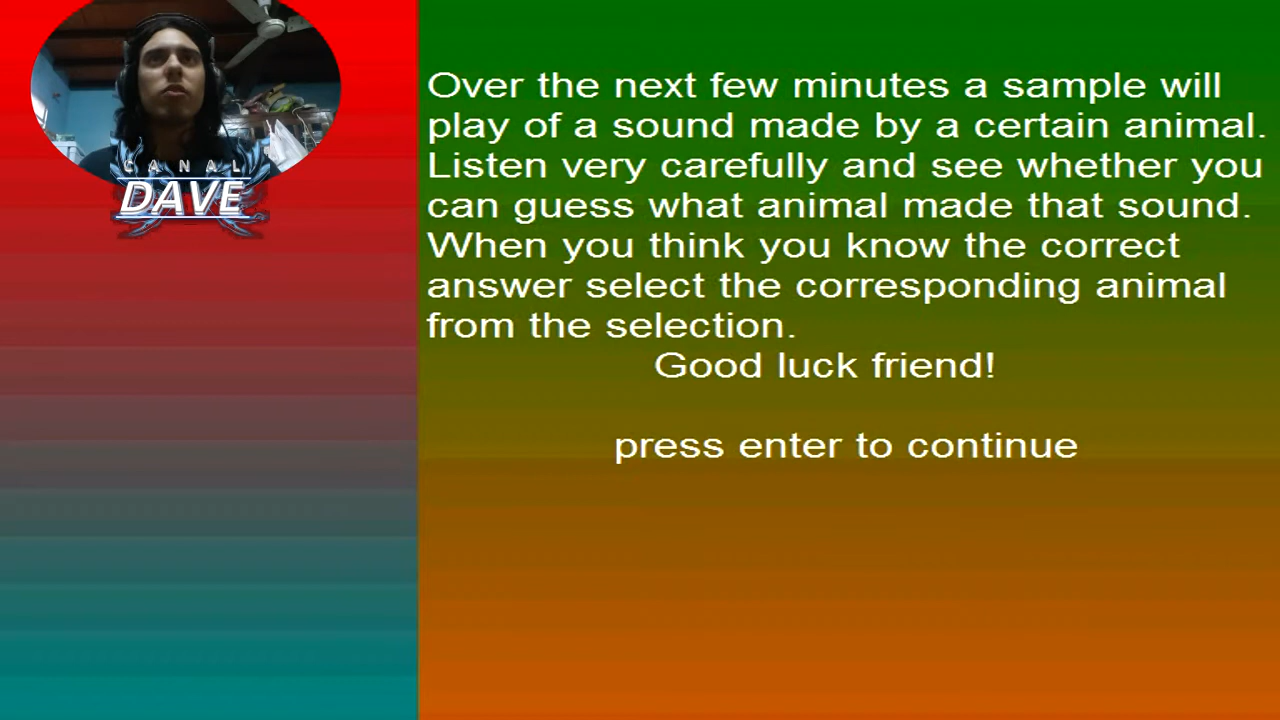 CANAL
DAVE
Over the next few minutes a sample will
play of a sound made by a certain animal.
Listen very carefully and see whether you
can guess what animal made that sound.
When you think you know the correct
answer select the corresponding animal
from the selection.
Good luck friend!
press enter to continue